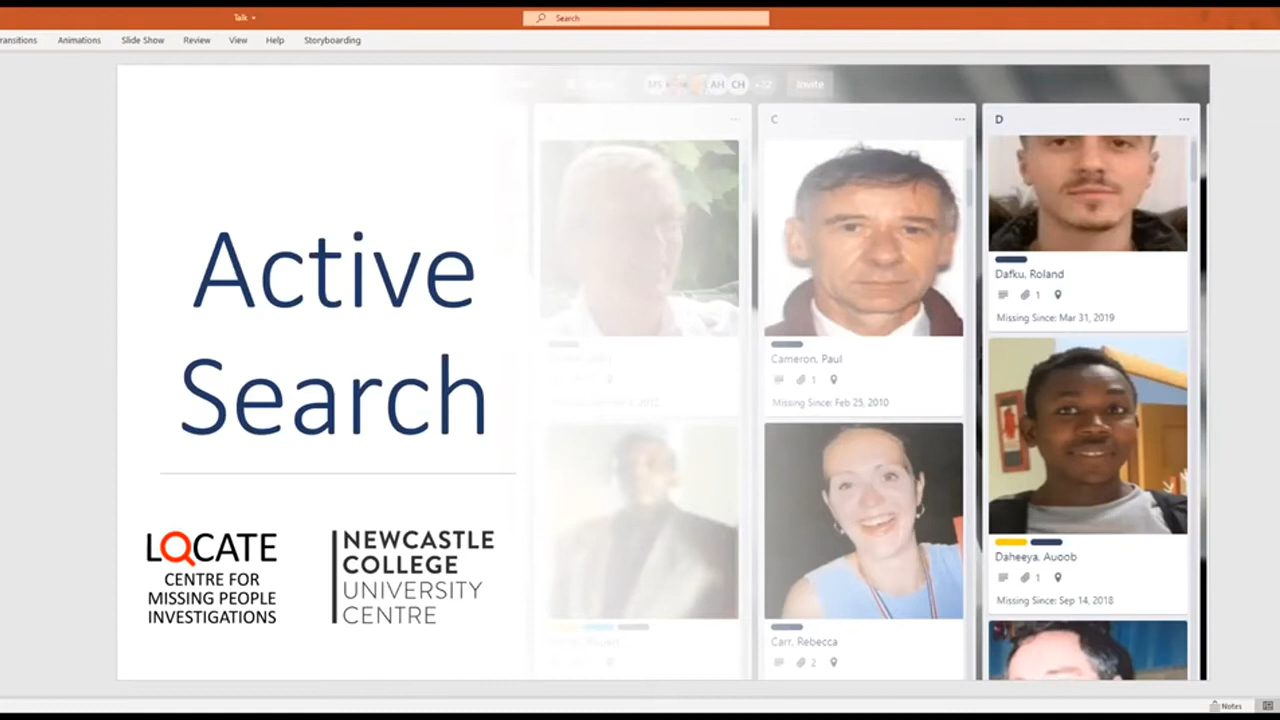 Talk
Search
ransitions
Animations
Slide Show
Review
View
Help
Storyboarding
MS
AH
CH
+22
Invite
Active
Search
LOCATE
CENTRE FOR
MISSING PEOPLE
INVESTIGATIONS
NEWCASTLE
COLLEGE
UNIVERSITY
CENTRE
C
Cameron, Paul
1
Missing Since: Feb 25, 2010
Carr, Rebecca
2
D
Dafku, Roland
1
Missing Since: Mar 31, 2019
Daheeya, Auoob
1
Missing Since: Sep 14, 2018
Notes